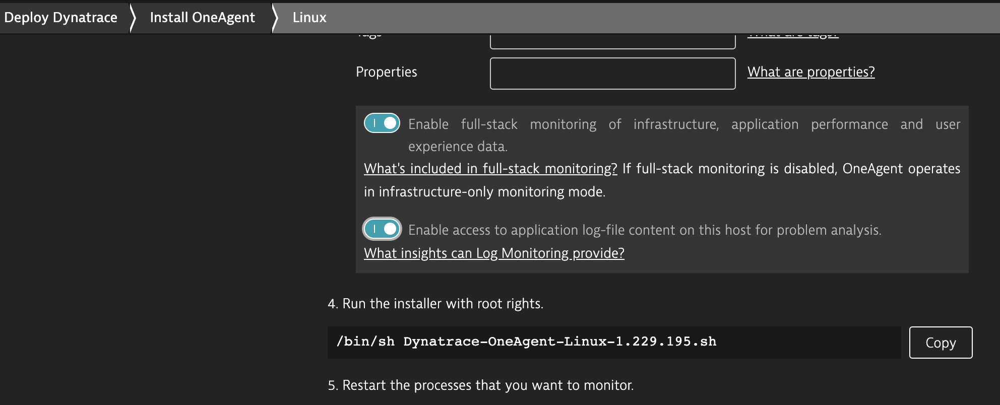 Deploy Dynatrace
Install OneAgent
Linux
Tags
What are tags?
Properties
What are properties?
Enable full-stack monitoring of infrastructure, application performance and user
experience data.
What's included in full-stack monitoring? If full-stack monitoring is disabled, OneAgent operates
in infrastructure-only monitoring mode.
Enable access to application log-file content on this host for problem analysis.
What insights can Log Monitoring provide?
4. Run the installer with root rights.
/bin/sh Dynatrace-OneAgent-Linux-1.229.195.sh
Copy
5. Restart the processes that you want to monitor.